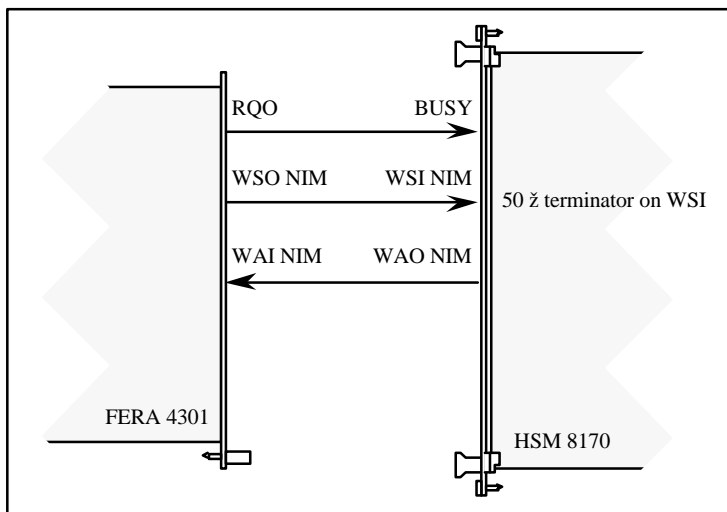 RQO BUSY
WSO NIM WSI NIM
50 ž terminator on WSI
WAI NIM WAO NIM
FERA 4301
HSM 8170